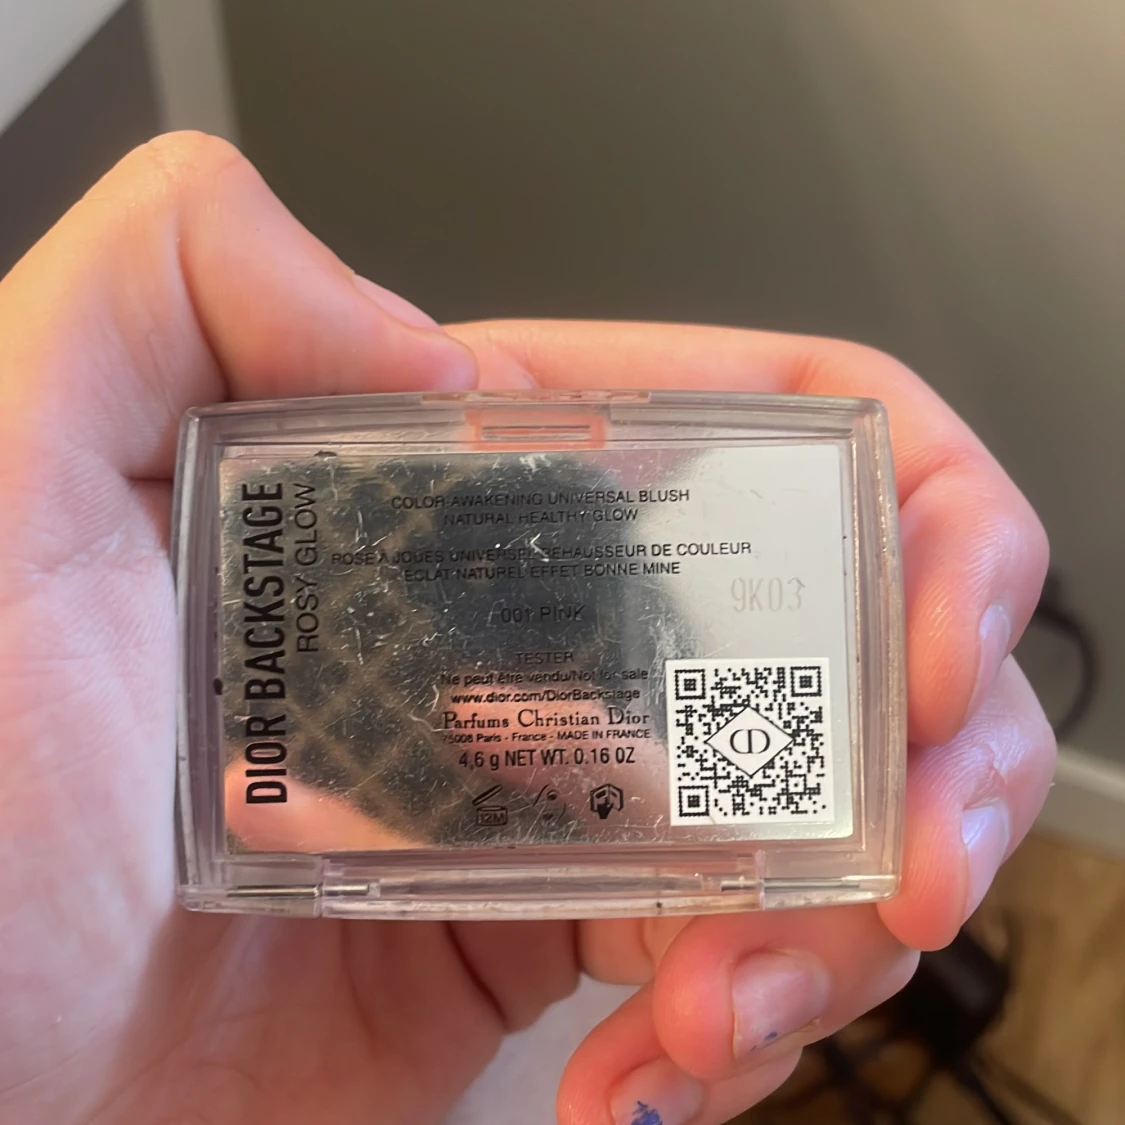 DIOR BACKSTAGE
ROSY GLOW
COLOR-AWAKENING UNIVERSAL BLUSH
NATURAL HEALTHY GLOW
ROSE À JOUES UNIVERSEL REHAUSSEUR DE COULEUR
ÉCLAT NATUREL EFFET BONNE MINE
001 PINK
9K03
TESTER
Ne peut être vendu/Not for sale
www.dior.com/DiorBackstage
Parfums Christian Dior
75008 Paris - France - MADE IN FRANCE
4,6 g NET WT. 0.16 OZ
12M
CD